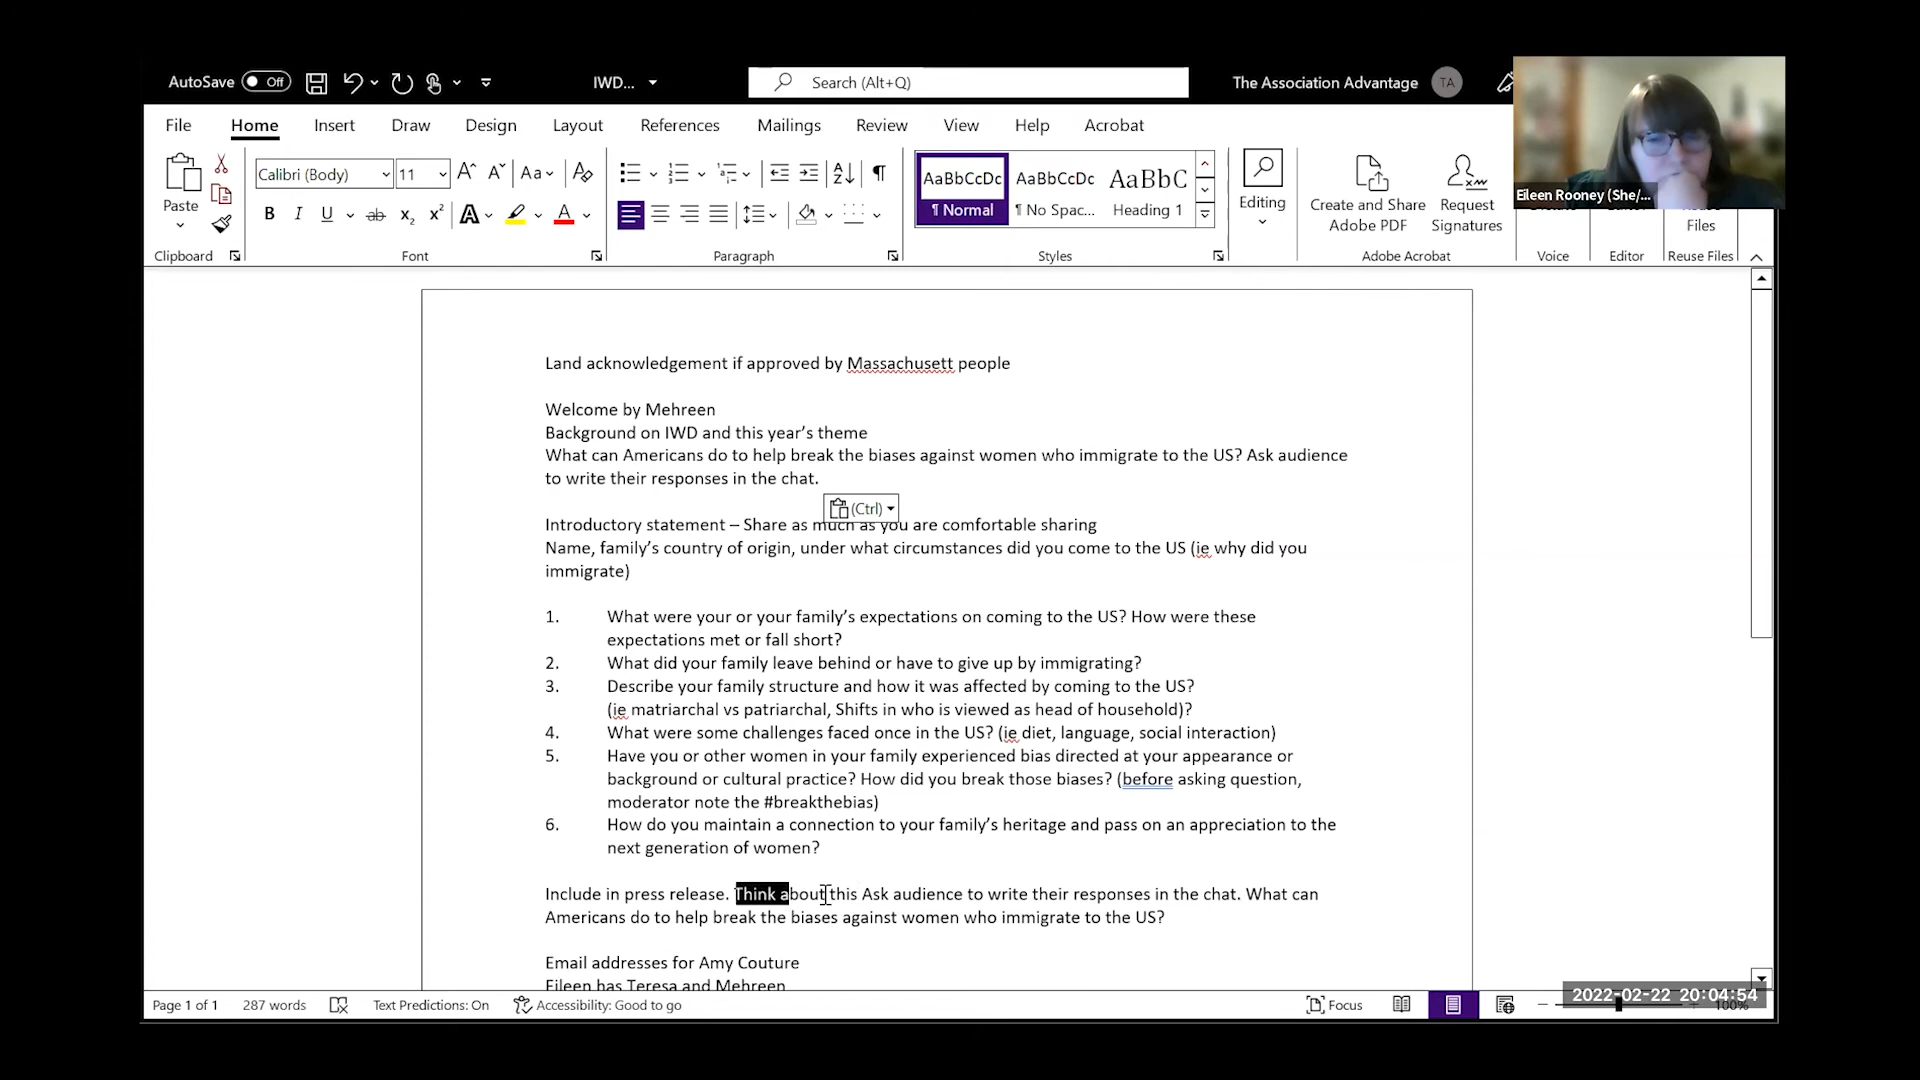 AutoSave Off IWD... Search (Alt+Q) The Association Advantage TA
File Home Insert Draw Design Layout References Mailings Review View Help Acrobat
Eileen Rooney (She/...
Paste Calibri (Body) 11 Aa
B I U ab x2 x2 A A
AaBbCcDc AaBbCcDc AaBbC
¶ Normal ¶ No Spac... Heading 1
Editing
Create and Share Adobe PDF
Request Signatures
Files
Clipboard Font Paragraph Styles Adobe Acrobat Voice Editor Reuse Files
Land acknowledgement if approved by Massachusett people
Welcome by Mehreen
Background on IWD and this year’s theme
What can Americans do to help break the biases against women who immigrate to the US? Ask audience
to write their responses in the chat.
(Ctrl)
Introductory statement – Share as much as you are comfortable sharing
Name, family’s country of origin, under what circumstances did you come to the US (ie why did you
immigrate)
1. What were your or your family’s expectations on coming to the US? How were these
expectations met or fall short?
2. What did your family leave behind or have to give up by immigrating?
3. Describe your family structure and how it was affected by coming to the US?
(ie matriarchal vs patriarchal, Shifts in who is viewed as head of household)?
4. What were some challenges faced once in the US? (ie diet, language, social interaction)
5. Have you or other women in your family experienced bias directed at your appearance or
background or cultural practice? How did you break those biases? (before asking question,
moderator note the #breakthebias)
6. How do you maintain a connection to your family’s heritage and pass on an appreciation to the
next generation of women?
Include in press release. Think about this Ask audience to write their responses in the chat. What can
Americans do to help break the biases against women who immigrate to the US?
Email addresses for Amy Couture
Eileen has Teresa and Mehreen
Page 1 of 1 287 words Text Predictions: On Accessibility: Good to go Focus 100%
2022-02-22 20:04:54